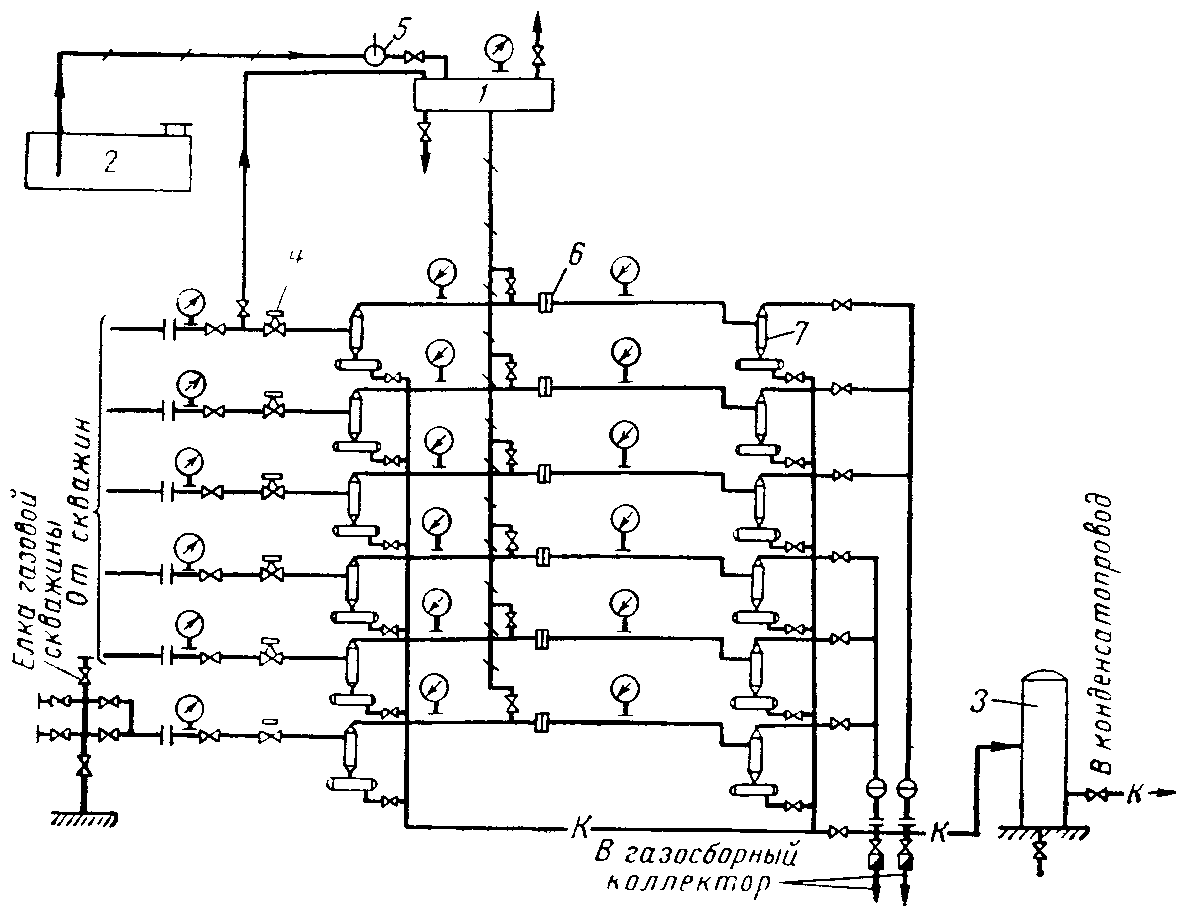 5
1
2
4
6
7
Елка газовой
скважины
От скважин
3
В конденсатопровод
К
К
К
В газосборный
коллектор